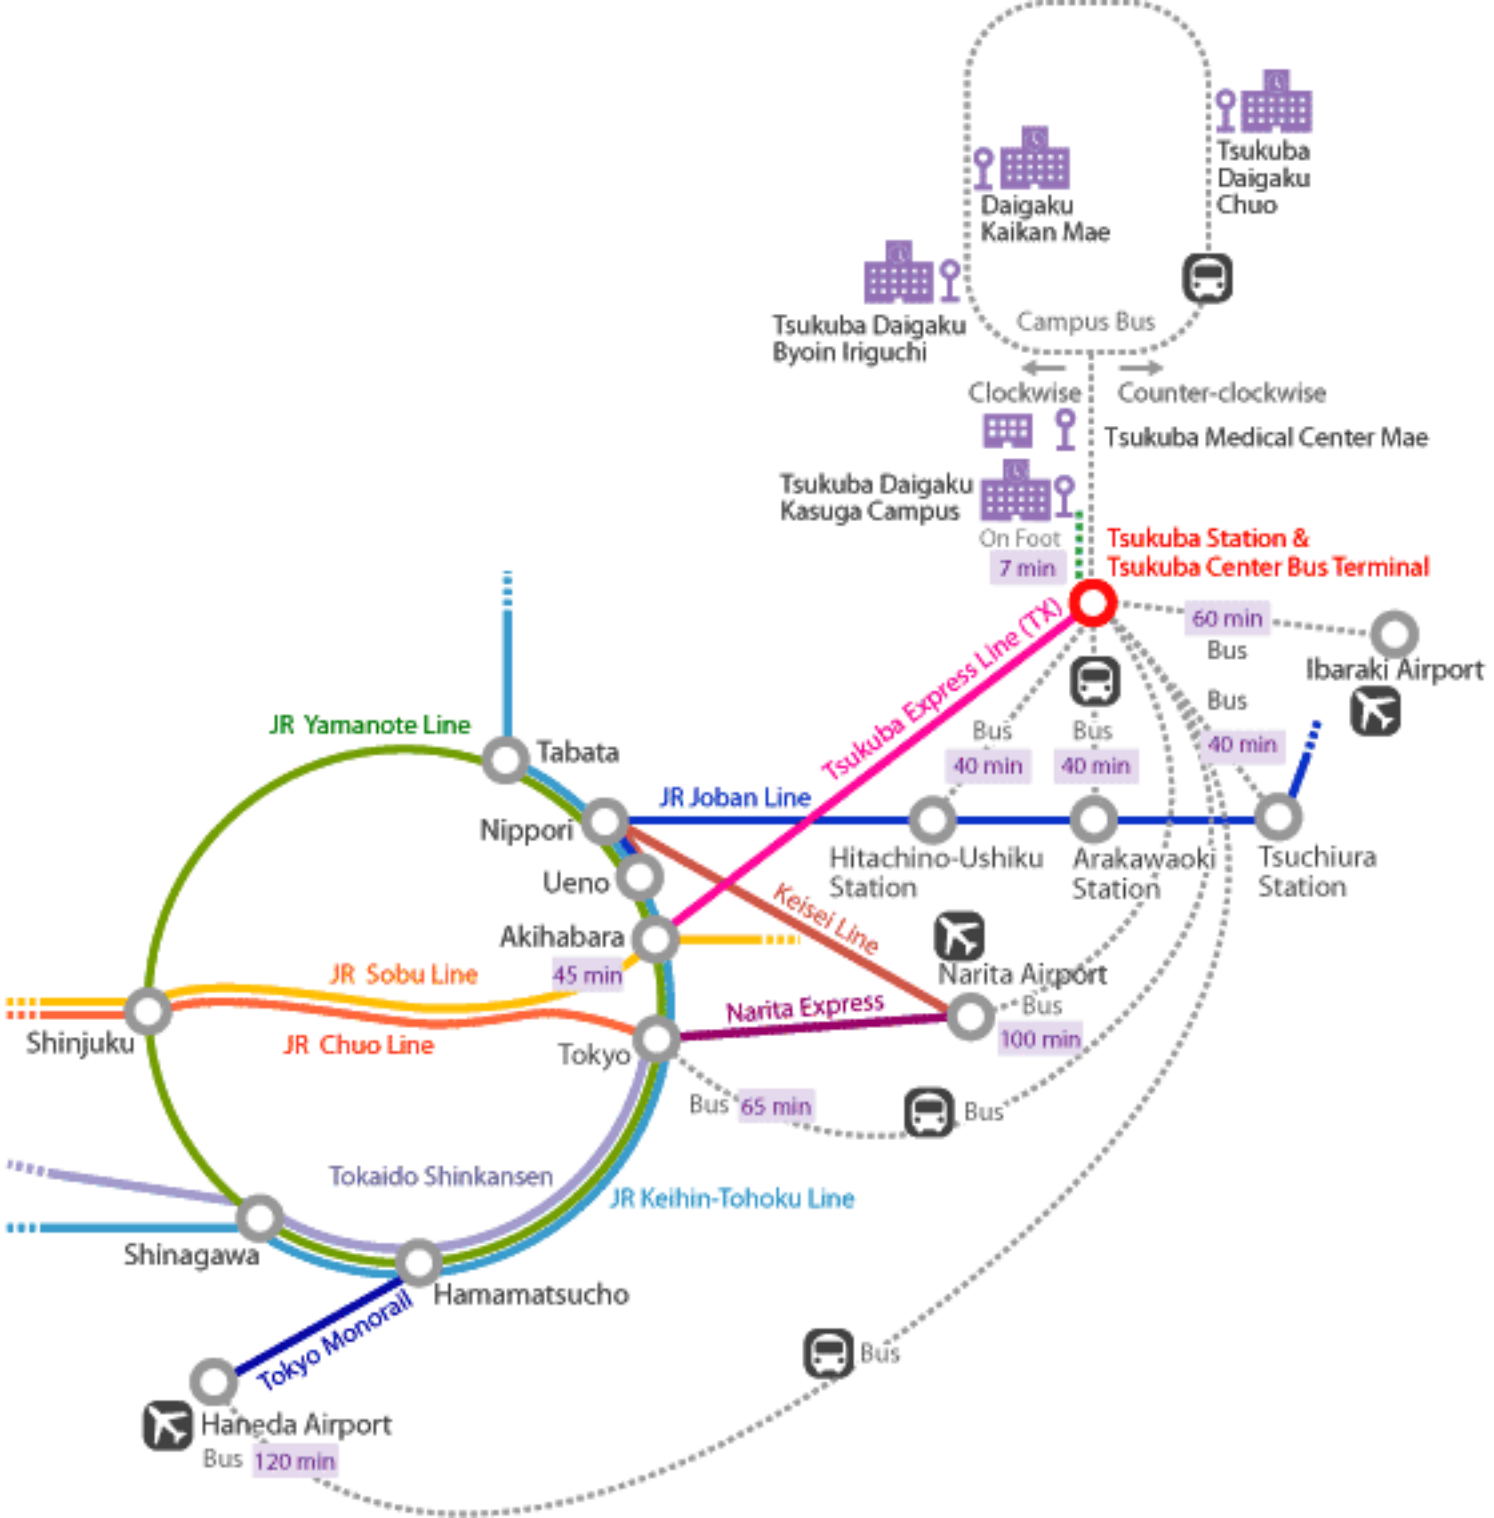 Tsukuba
Daigaku
Chuo
Daigaku
Kaikan Mae
Tsukuba Daigaku
Byoin Iriguchi
Campus Bus
Clockwise
Counter-clockwise
Tsukuba Medical Center Mae
Tsukuba Daigaku
Kasuga Campus
On Foot
7 min
Tsukuba Station &
Tsukuba Center Bus Terminal
60 min
Bus
Ibaraki Airport
Tsukuba Express Line (TX)
Bus
40 min
Bus
40 min
Bus
40 min
JR Yamanote Line
Tabata
Nippori
JR Joban Line
Hitachino-Ushiku
Station
Arakawaoki
Station
Tsuchiura
Station
Ueno
Keisei Line
Akihabara
45 min
JR Sobu Line
Narita Airport
Bus
100 min
Narita Express
Shinjuku
JR Chuo Line
Tokyo
Bus
65 min
Bus
Tokaido Shinkansen
JR Keihin-Tohoku Line
Shinagawa
Hamamatsucho
Tokyo Monorail
Bus
Haneda Airport
Bus
120 min